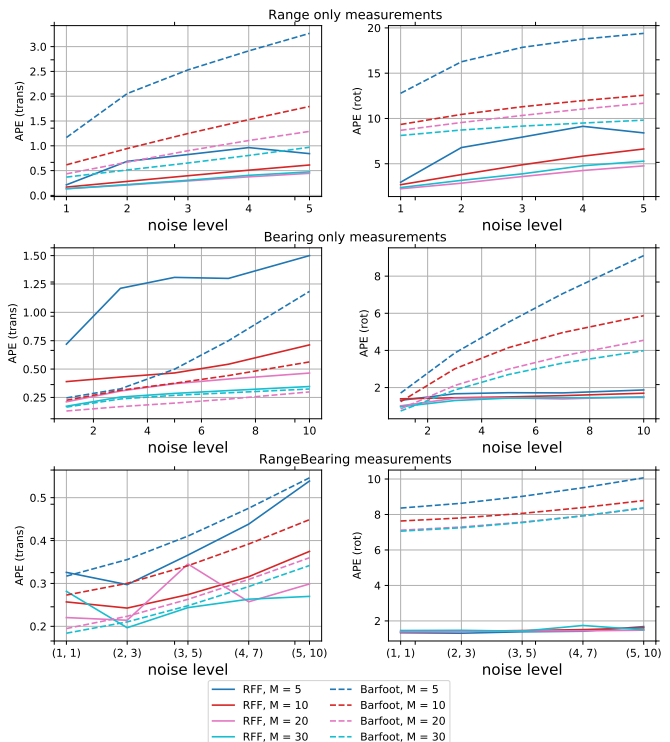 Range only measurements
APE (trans)
3.0
2.5
2.0
1.5
1.0
0.5
0.0
1 2 3 4 5
noise level
APE (rot)
20
15
10
5
1 2 3 4 5
noise level
Bearing only measurements
APE (trans)
1.50
1.25
1.00
0.75
0.50
0.25
2 4 6 8 10
APE (rot)
8
6
4
2
2 4 6 8 10
RangeBearing measurements
APE (trans)
0.5
0.4
0.3
0.2
(1, 1) (2, 3) (3, 5) (4, 7) (5, 10)
noise level
APE (rot)
10
8
6
4
2
(1, 1) (2, 3) (3, 5) (4, 7) (5, 10)
noise level
RFF, M = 5 Barfoot, M = 5
RFF, M = 10 Barfoot, M = 10
RFF, M = 20 Barfoot, M = 20
RFF, M = 30 Barfoot, M = 30